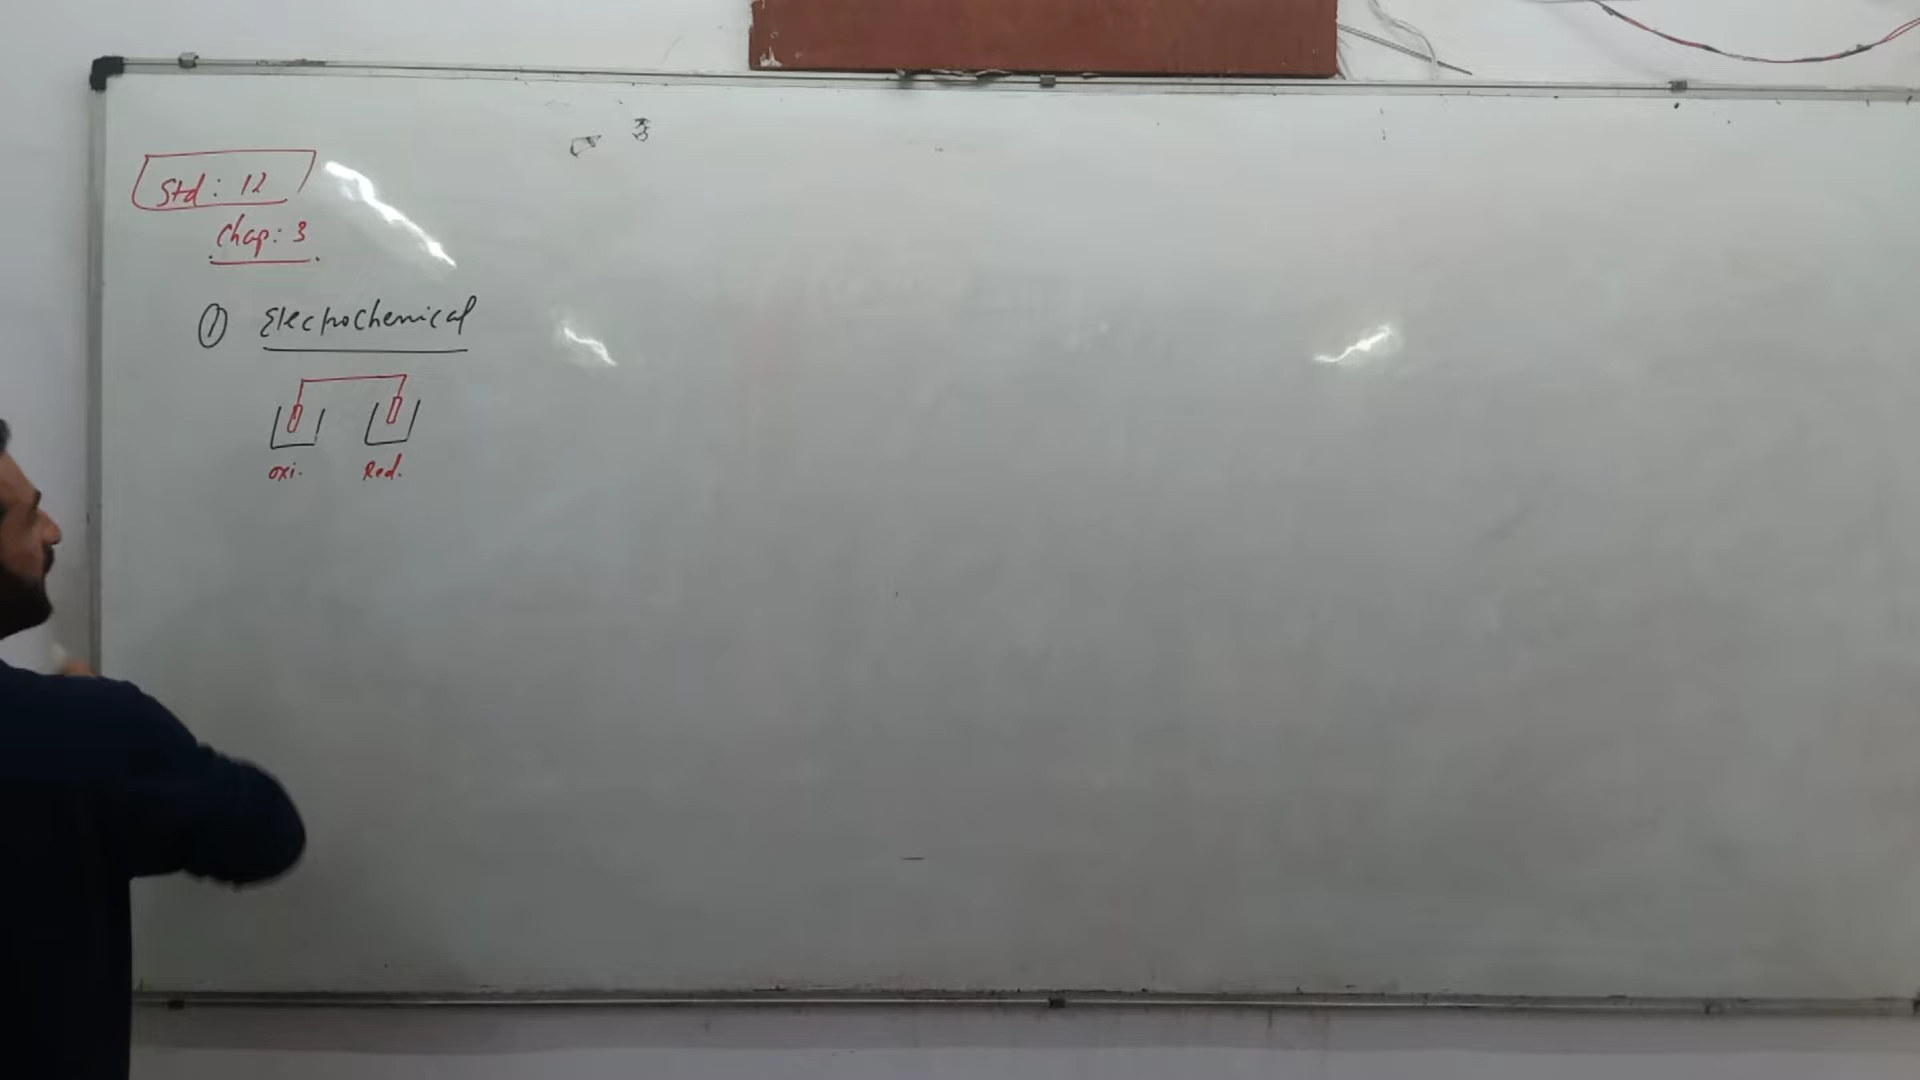 Std: 12
Chap: 3
① Electrochemical
oxi. Red.